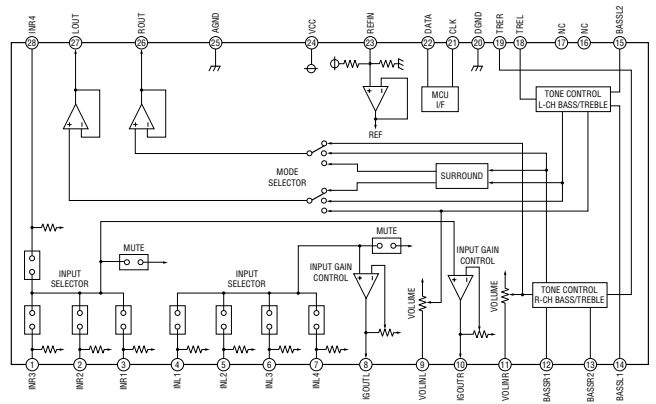 INR4 LOUT ROUT AGND VCC REFIN DATA CLK DGND TRER TREL NC NC BASSL2
28 27 26 25 24 23 22 21 20 19 18 17 16 15
+ − + − + −
MCU
I/F
TONE CONTROL
L-CH BASS/TREBLE
REF
MODE
SELECTOR
SURROUND
MUTE
MUTE
INPUT
SELECTOR
INPUT
SELECTOR
INPUT GAIN
CONTROL
INPUT GAIN
CONTROL
+ − + −
VOLUME
VOLUME
TONE CONTROL
R-CH BASS/TREBLE
1 2 3 4 5 6 7 8 9 10 11 12 13 14
INR3 INR2 INR1 INL1 INL2 INL3 INL4 IGOUTL VOLINL IGOUTR VOLINR BASSR1 BASSR2 BASSL1